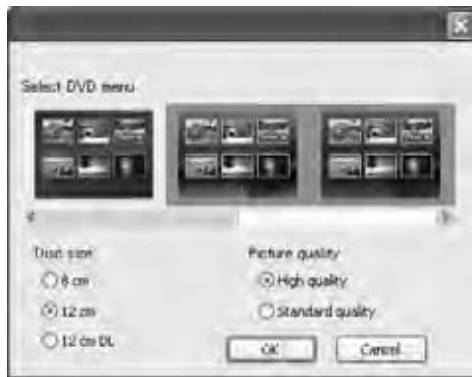 Select DVD menu
Disc size
8 cm
12 cm
12 cm DL
Picture quality
High quality
Standard quality
OK
Cancel